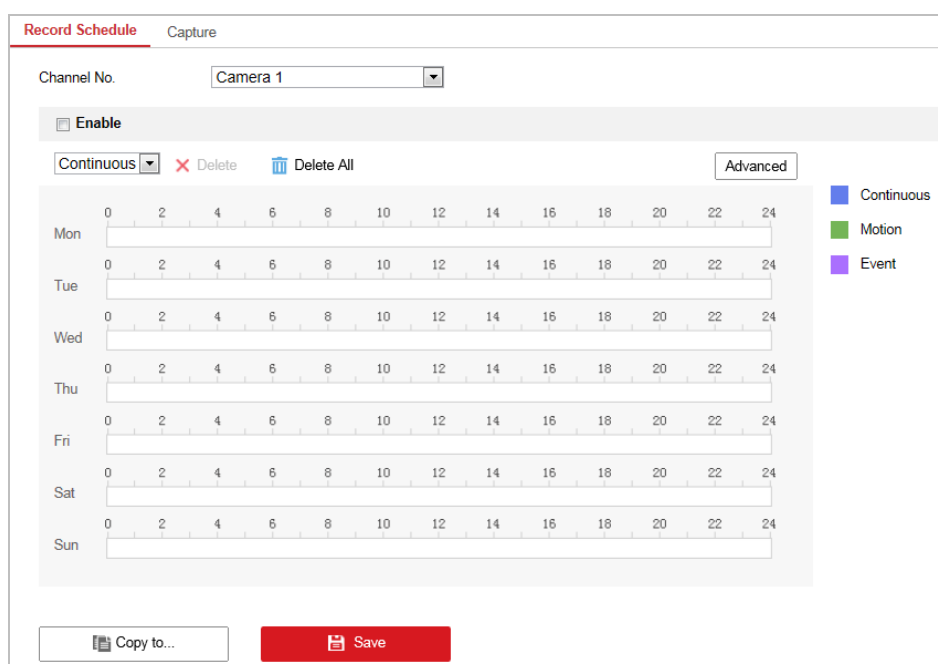 Record Schedule Capture
Channel No. Camera 1
Enable
Continuous Delete Delete All Advanced
Continuous
Motion
Event
0 2 4 6 8 10 12 14 16 18 20 22 24
Mon
0 2 4 6 8 10 12 14 16 18 20 22 24
Tue
0 2 4 6 8 10 12 14 16 18 20 22 24
Wed
0 2 4 6 8 10 12 14 16 18 20 22 24
Thu
0 2 4 6 8 10 12 14 16 18 20 22 24
Fri
0 2 4 6 8 10 12 14 16 18 20 22 24
Sat
0 2 4 6 8 10 12 14 16 18 20 22 24
Sun
Copy to... Save